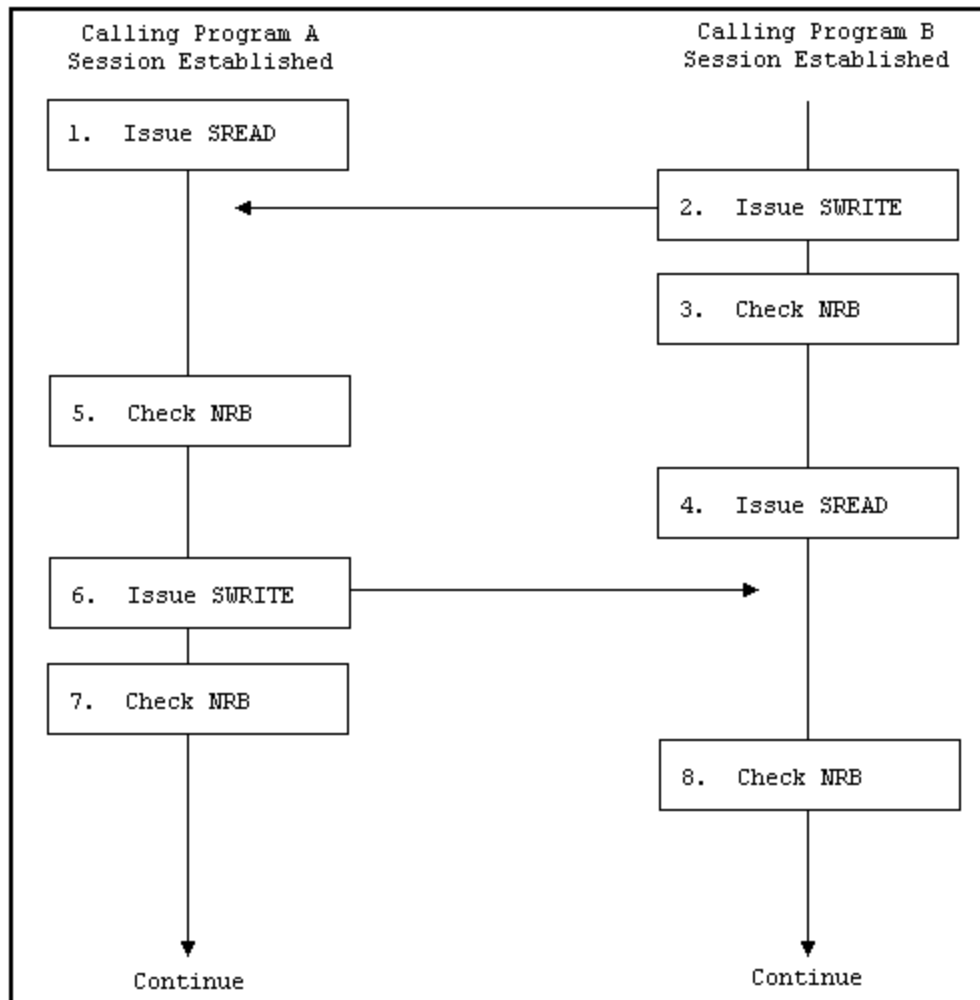 Calling Program A
Session Established
Calling Program B
Session Established
1. Issue SREAD
2. Issue SWRITE
3. Check NRB
5. Check NRB
4. Issue SREAD
6. Issue SWRITE
7. Check NRB
8. Check NRB
Continue
Continue